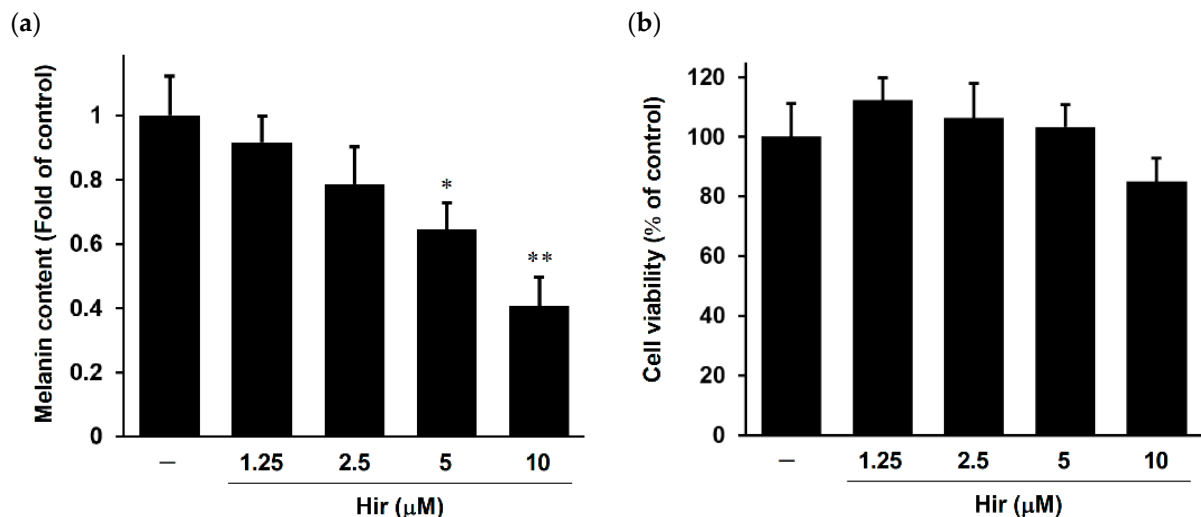 (a)
Melanin content (Fold of control)
1
0.8
0.6
0.4
0.2
0
*
**
– 1.25 2.5 5 10
Hir (μM)
(b)
Cell viability (% of control)
120
100
80
60
40
20
0
– 1.25 2.5 5 10
Hir (μM)